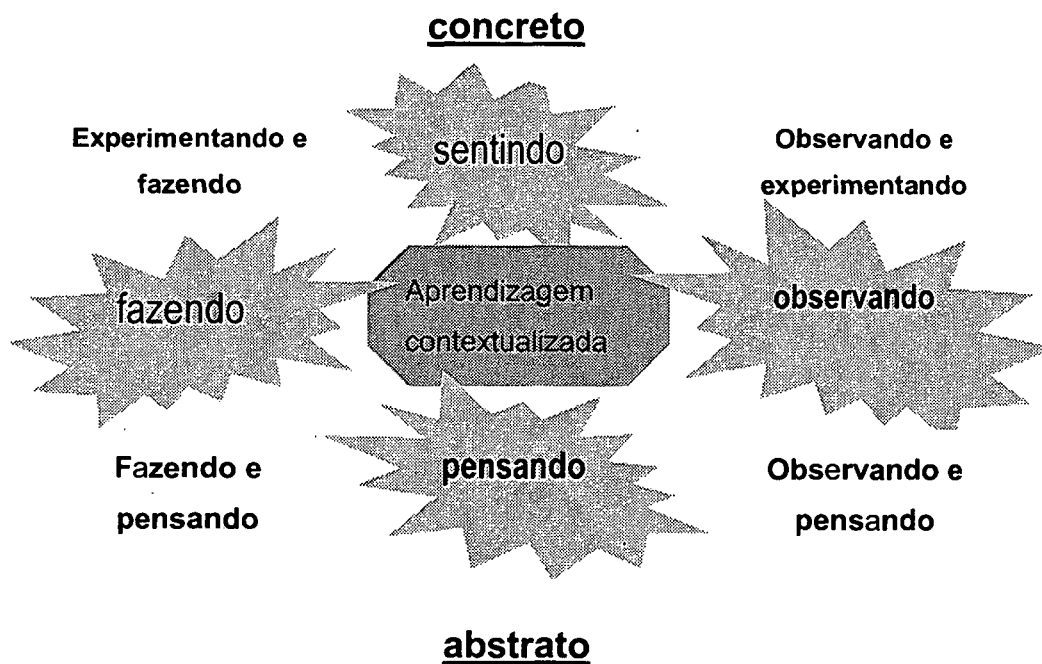 concreto
Experimentando e
fazendo
sentindo
Observando e
experimentando
fazendo
Aprendizagem
contextualizada
observando
Fazendo e
pensando
pensando
Observando e
pensando
abstrato